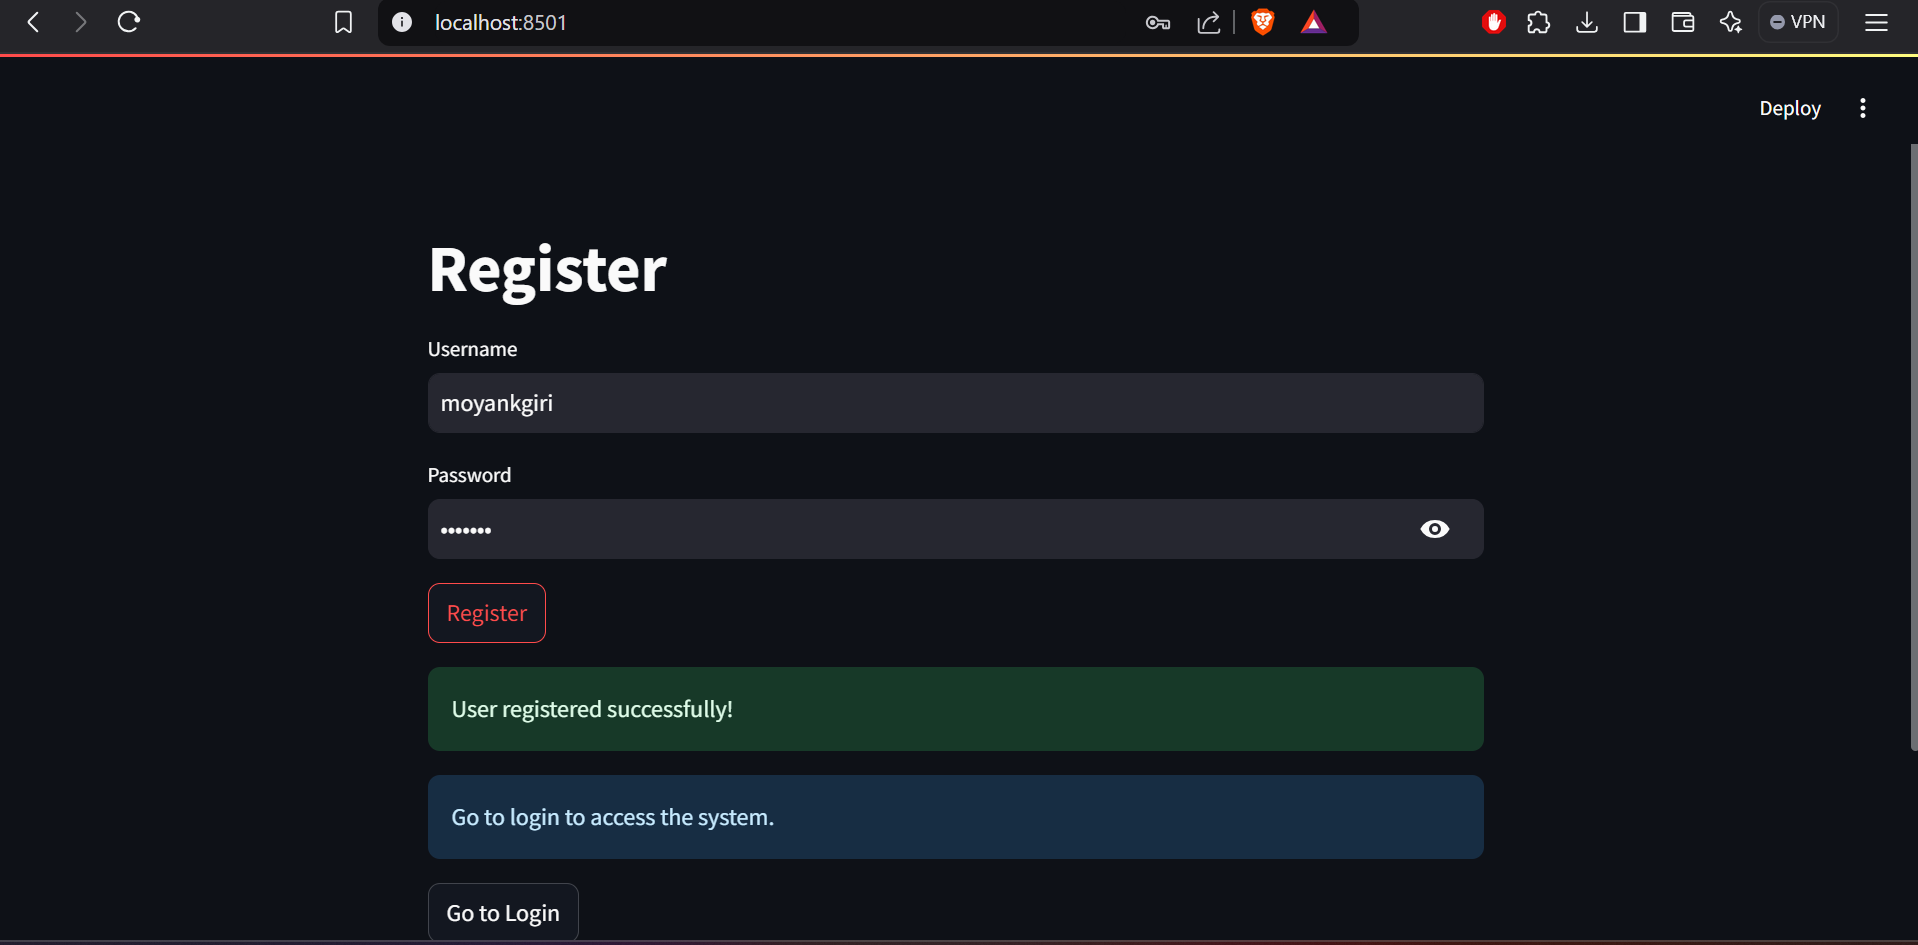 localhost:8501
VPN
Deploy
Register
Username
moyankgiri
Password
•••••••
Register
User registered successfully!
Go to login to access the system.
Go to Login